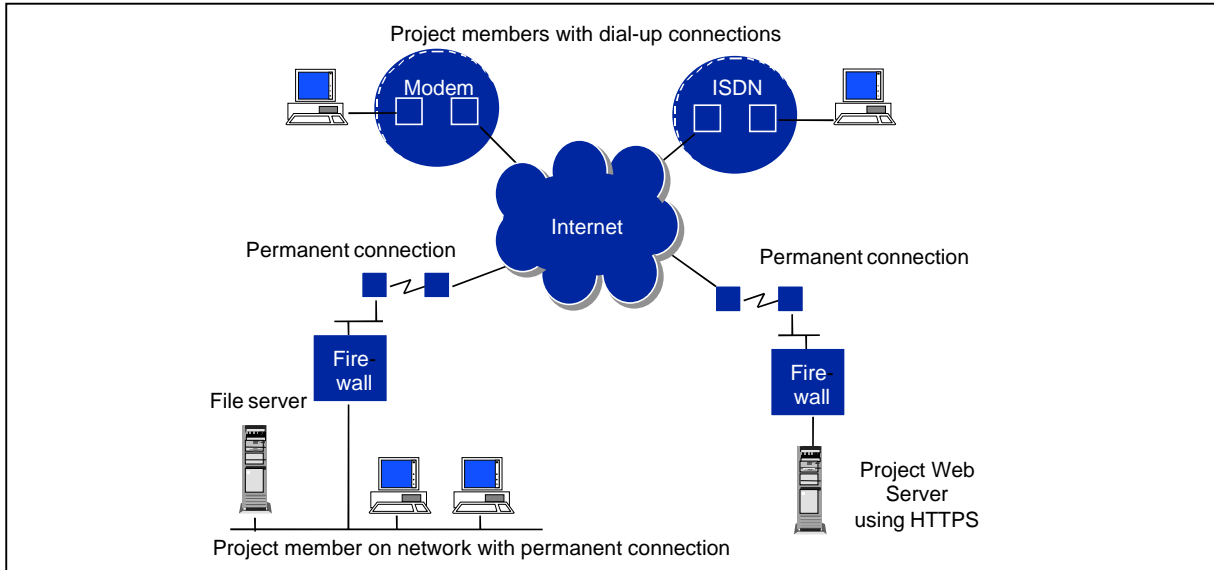 Project members with dial-up connections
Modem
ISDN
Internet
Permanent connection
Permanent connection
Fire-
wall
Fire-
wall
File server
Project Web
Server
using HTTPS
Project member on network with permanent connection